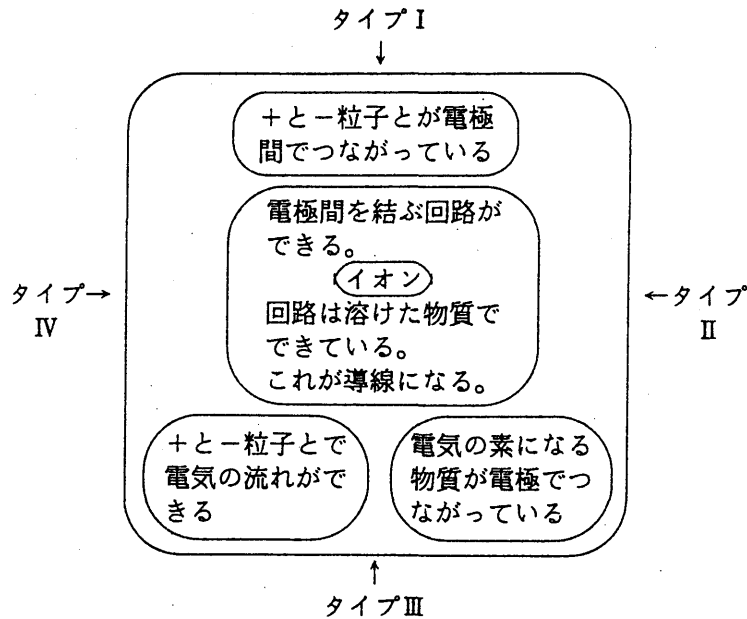 タイプⅠ
↓
＋と－粒子とが電極
間でつながっている
電極間を結ぶ回路が
できる。
イオン
回路は溶けた物質で
できている。
これが導線になる。
タイプ→
Ⅳ
←タイプ
Ⅱ
＋と－粒子とで
電気の流れがで
きる
電気の素になる
物質が電極でつ
ながっている
↑
タイプⅢ